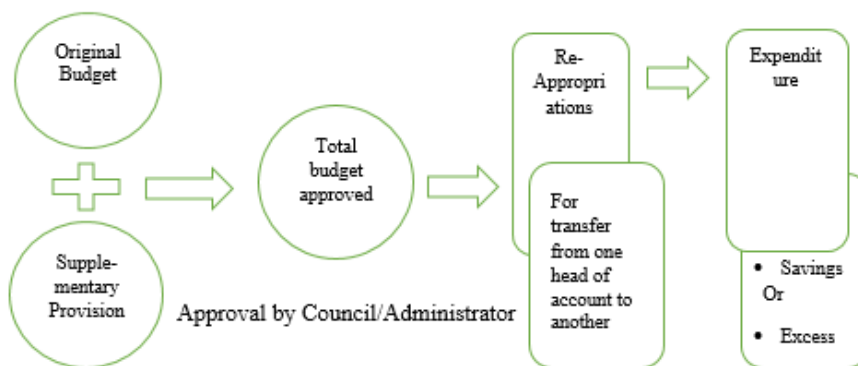 Original
Budget
Supple-
mentary
Provision
Total
budget
approved
Approval by Council/Administrator
Re-
Appropri
ations
For
transfer
from one
head of
account to
another
Expendit
ure
• Savings
Or
• Excess